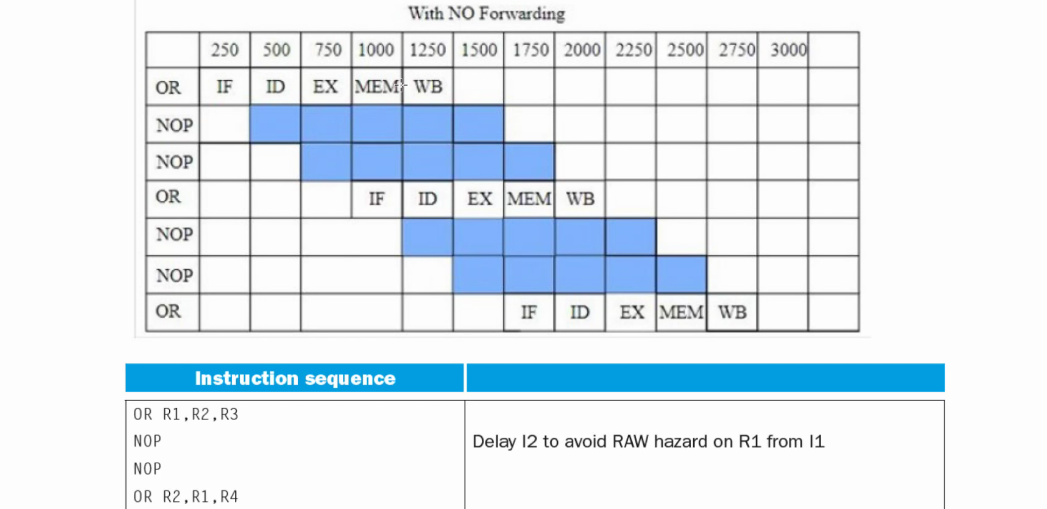 With NO Forwarding
250 500 750 1000 1250 1500 1750 2000 2250 2500 2750 3000
OR IF ID EX MEM WB
NOP
NOP
OR IF ID EX MEM WB
NOP
NOP
OR IF ID EX MEM WB
Instruction sequence
OR R1,R2,R3
NOP Delay I2 to avoid RAW hazard on R1 from I1
NOP
OR R2,R1,R4